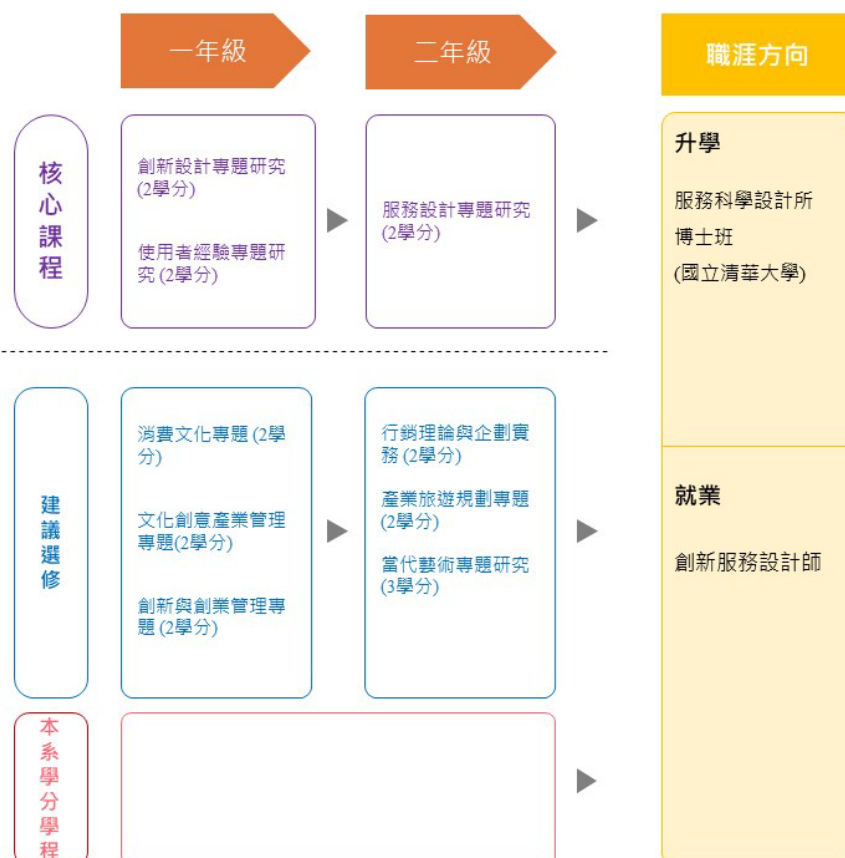 一年級
二年級
職涯方向
核心課程
創新設計專題研究
(2學分)
使用者經驗專題研
究 (2學分)
服務設計專題研究
(2學分)
升學
服務科學設計所
博士班
(國立清華大學)
建議選修
消費文化專題 (2學
分)
文化創意產業管理
專題(2學分)
創新與創業管理專
題 (2學分)
行銷理論與企劃實
務 (2學分)
產業旅遊規劃專題
(2學分)
當代藝術專題研究
(3學分)
就業
創新服務設計師
本系學分學程